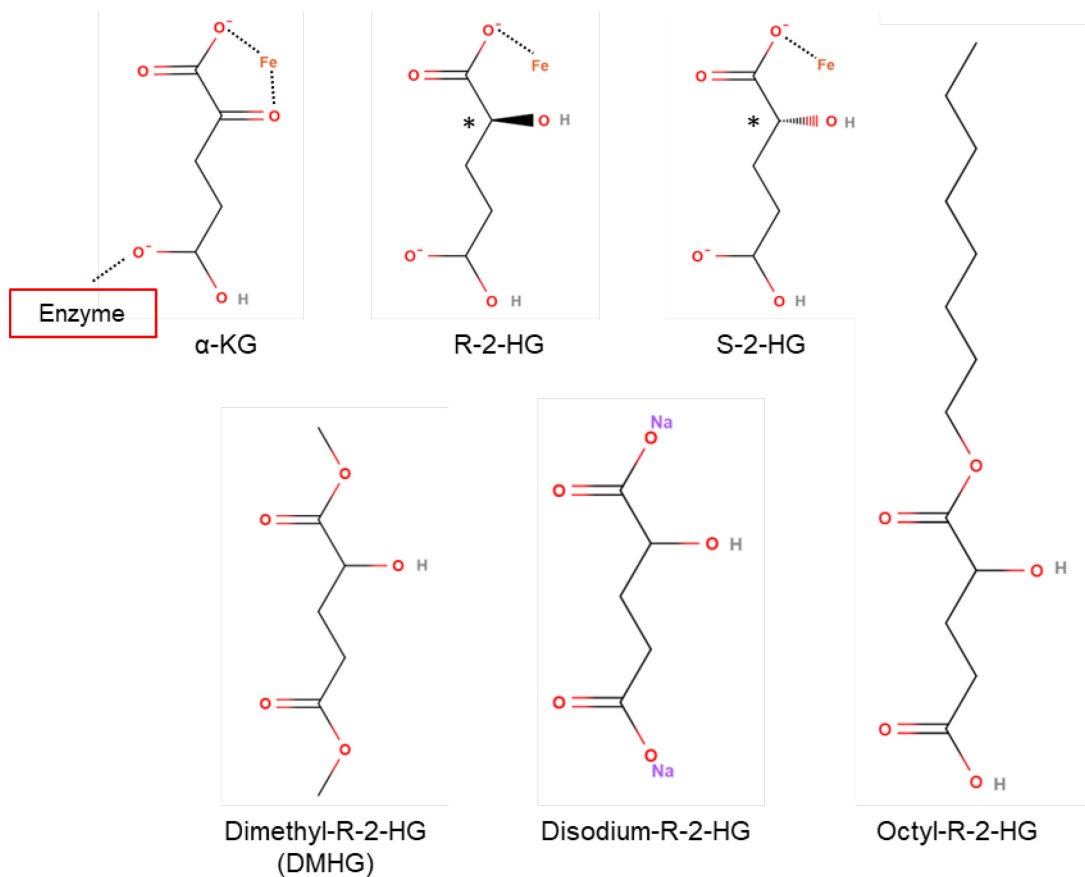 O⁻
Fe
O
O
O⁻
O H
Enzyme
α-KG
O⁻
Fe
O
* O H
O⁻
O H
R-2-HG
O⁻
Fe
O
* O H
O⁻
O H
S-2-HG
O
O
O H
O
O
Dimethyl-R-2-HG
(DMHG)
Na
O
O
O H
O
O
Na
Disodium-R-2-HG
O
O
O H
O
O H
Octyl-R-2-HG